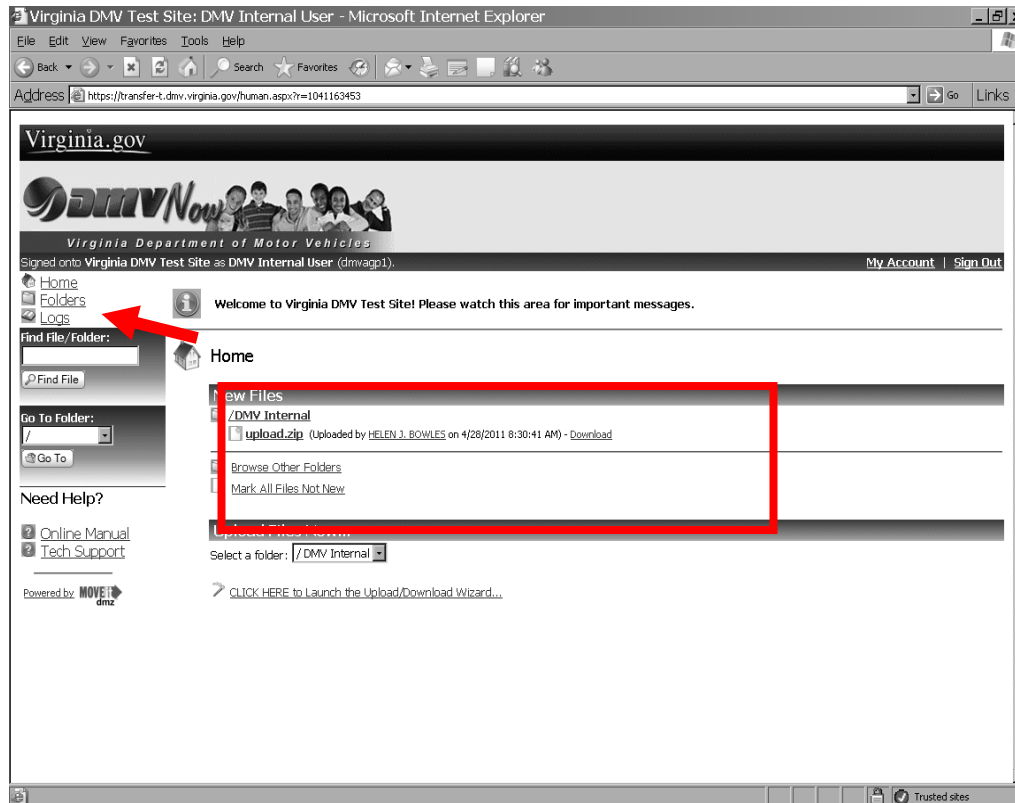 Virginia DMV Test Site: DMV Internal User - Microsoft Internet Explorer
File Edit View Favorites Tools Help
Back Search Favorites
Address https://transfer-t.dmv.virginia.gov/human.aspx?r=1041163453 Go Links
Virginia.gov
DMV Now
Virginia Department of Motor Vehicles
Signed onto Virginia DMV Test Site as DMV Internal User (dmvagp1). My Account | Sign Out
Home
Folders
Logs
Welcome to Virginia DMV Test Site! Please watch this area for important messages.
Find File/Folder:
Find File
Go To Folder:
/
Go To
Need Help?
Online Manual
Tech Support
Powered by MOVEit dmz
Home
New Files
/DMV Internal
upload.zip (Uploaded by HELEN J. BOWLES on 4/28/2011 8:30:41 AM) - Download
Browse Other Folders
Mark All Files Not New
Upload Files Now...
Select a folder: / DMV Internal
CLICK HERE to Launch the Upload/Download Wizard...
Trusted sites